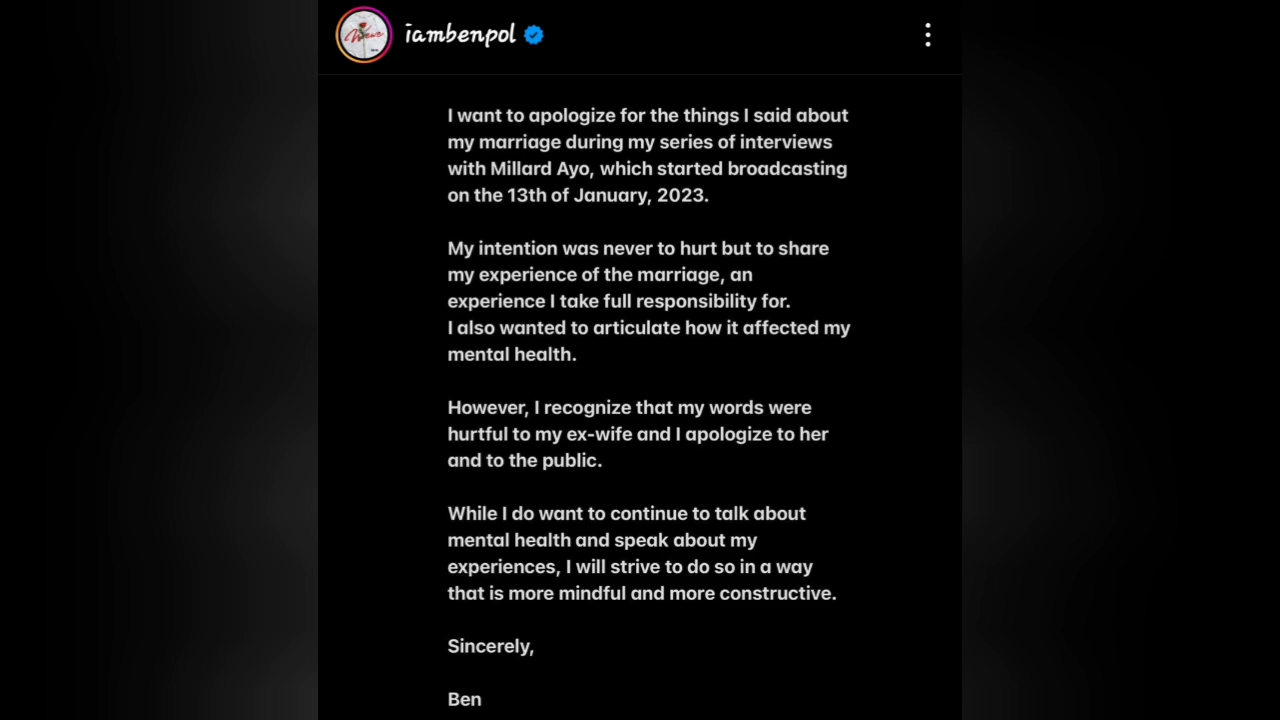 iambenpol
I want to apologize for the things I said about
my marriage during my series of interviews
with Millard Ayo, which started broadcasting
on the 13th of January, 2023.
My intention was never to hurt but to share
my experience of the marriage, an
experience I take full responsibility for.
I also wanted to articulate how it affected my
mental health.
However, I recognize that my words were
hurtful to my ex-wife and I apologize to her
and to the public.
While I do want to continue to talk about
mental health and speak about my
experiences, I will strive to do so in a way
that is more mindful and more constructive.
Sincerely,
Ben